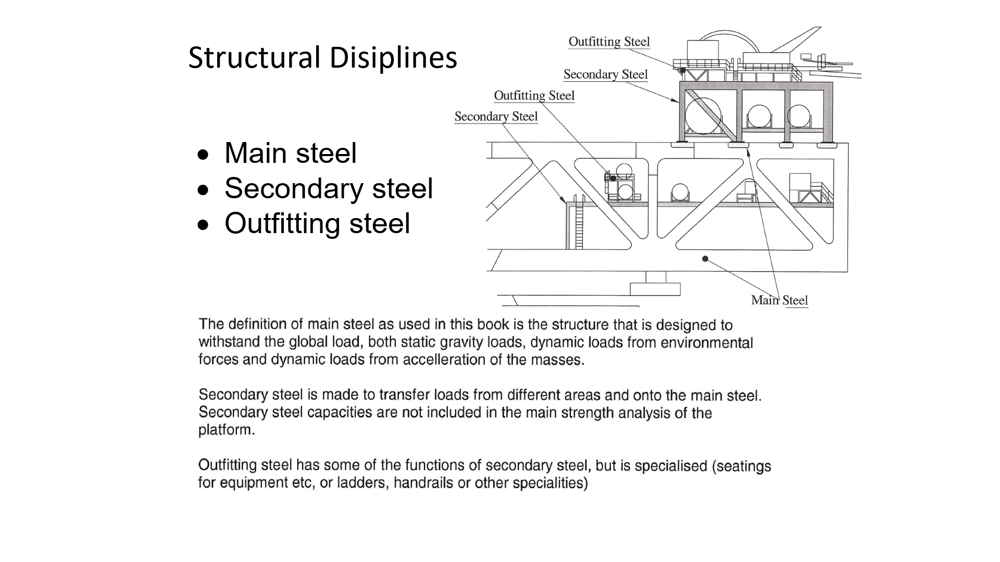 Structural Disiplines
• Main steel
• Secondary steel
• Outfitting steel
Outfitting Steel
Secondary Steel
Outfitting Steel
Secondary Steel
Main Steel
The definition of main steel as used in this book is the structure that is designed to
withstand the global load, both static gravity loads, dynamic loads from environmental
forces and dynamic loads from accelleration of the masses.
Secondary steel is made to transfer loads from different areas and onto the main steel.
Secondary steel capacities are not included in the main strength analysis of the
platform.
Outfitting steel has some of the functions of secondary steel, but is specialised (seatings
for equipment etc, or ladders, handrails or other specialities)